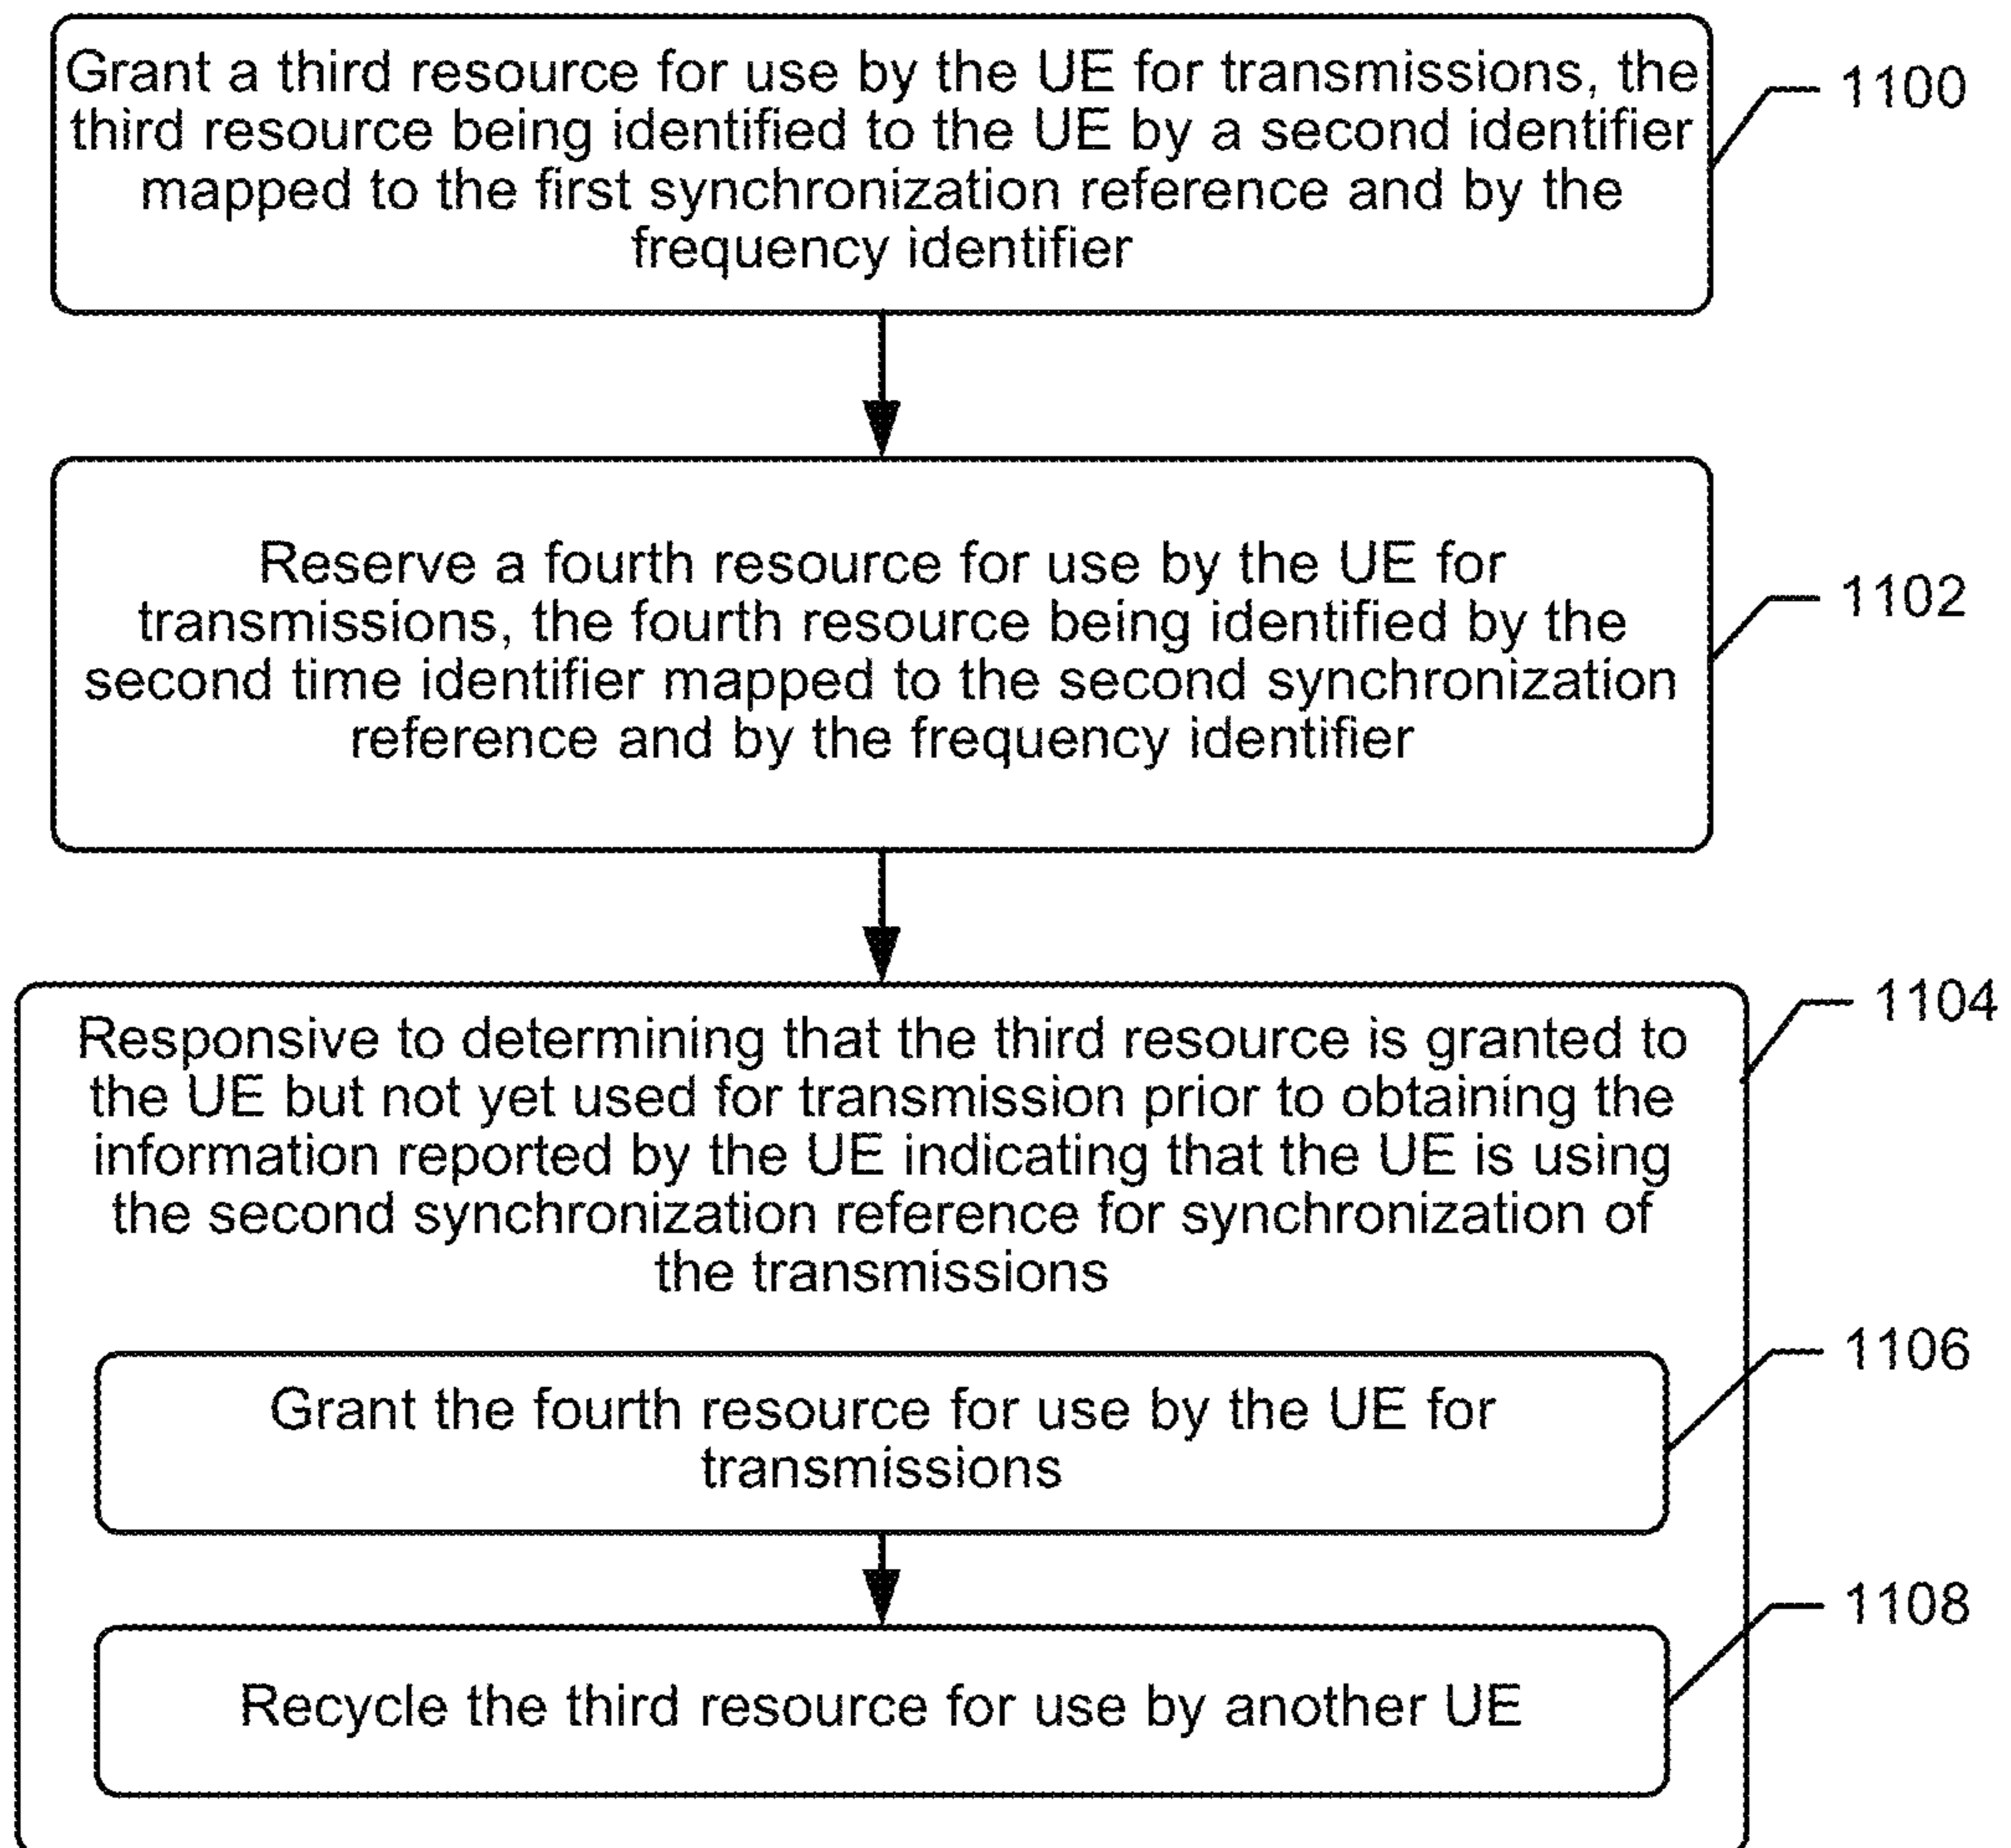 Grant a third resource for use by the UE for transmissions, the
third resource being identified to the UE by a second identifier
mapped to the first synchronization reference and by the
frequency identifier
1100
Reserve a fourth resource for use by the UE for
transmissions, the fourth resource being identified by the
second time identifier mapped to the second synchronization
reference and by the frequency identifier
1102
Responsive to determining that the third resource is granted to
the UE but not yet used for transmission prior to obtaining the
information reported by the UE indicating that the UE is using
the second synchronization reference for synchronization of
the transmissions
1104
Grant the fourth resource for use by the UE for
transmissions
1106
Recycle the third resource for use by another UE
1108